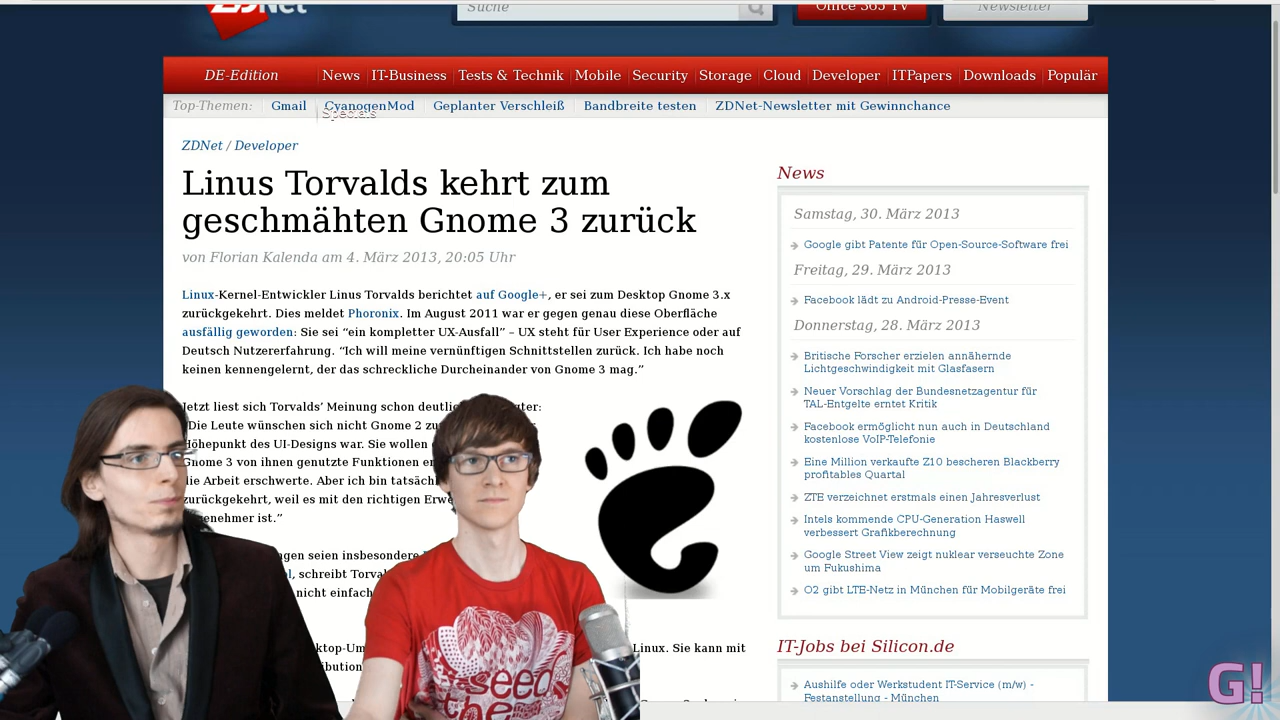 ZDNet
Suche
Office 365 TV
Newsletter
DE-Edition
News
IT-Business
Tests & Technik
Mobile
Security
Storage
Cloud
Developer
ITPapers
Downloads
Populär
Top-Themen:
Gmail
CyanogenMod
Geplanter Verschleiß
Bandbreite testen
ZDNet-Newsletter mit Gewinnchance
Specials
ZDNet / Developer
Linus Torvalds kehrt zum
geschmähten Gnome 3 zurück
von Florian Kalenda am 4. März 2013, 20:05 Uhr
Linux-Kernel-Entwickler Linus Torvalds berichtet auf Google+, er sei zum Desktop Gnome 3.x
zurückgekehrt. Dies meldet Phoronix. Im August 2011 war er gegen genau diese Oberfläche
ausfällig geworden: Sie sei “ein kompletter UX-Ausfall” – UX steht für User Experience oder auf
Deutsch Nutzererfahrung. “Ich will meine vernünftigen Schnittstellen zurück. Ich habe noch
keinen kennengelernt, der das schreckliche Durcheinander von Gnome 3 mag.”
Jetzt liest sich Torvalds’ Meinung schon
“Die Leute wünschen sich nicht Gnome 2
Höhepunkt des UI-Designs war. Sie wollen
Gnome 3 von ihnen genutzte Funktionen
die Arbeit erschwerte. Aber ich bin
zurückgekehrt, weil es mit den richtigen
ist.”
seien insbesondere
schreibt
nicht einfach
Linux. Sie kann mit
News
Samstag, 30. März 2013
Google gibt Patente für Open-Source-Software frei
Freitag, 29. März 2013
Facebook lädt zu Android-Presse-Event
Donnerstag, 28. März 2013
Britische Forscher erzielen annähernde
Lichtgeschwindigkeit mit Glasfasern
Neuer Vorschlag der Bundesnetzagentur für
TAL-Entgelte erntet Kritik
Facebook ermöglicht nun auch in Deutschland
kostenlose VoIP-Telefonie
Eine Million verkaufte Z10 bescheren Blackberry
profitables Quartal
ZTE verzeichnet erstmals einen Jahresverlust
Intels kommende CPU-Generation Haswell
verbessert Grafikberechnung
Google Street View zeigt nuklear verseuchte Zone
um Fukushima
O2 gibt LTE-Netz in München für Mobilgeräte frei
IT-Jobs bei Silicon.de
Aushilfe oder Werkstudent IT-Service (m/w) -
Festanstellung - München
seed
the
G!